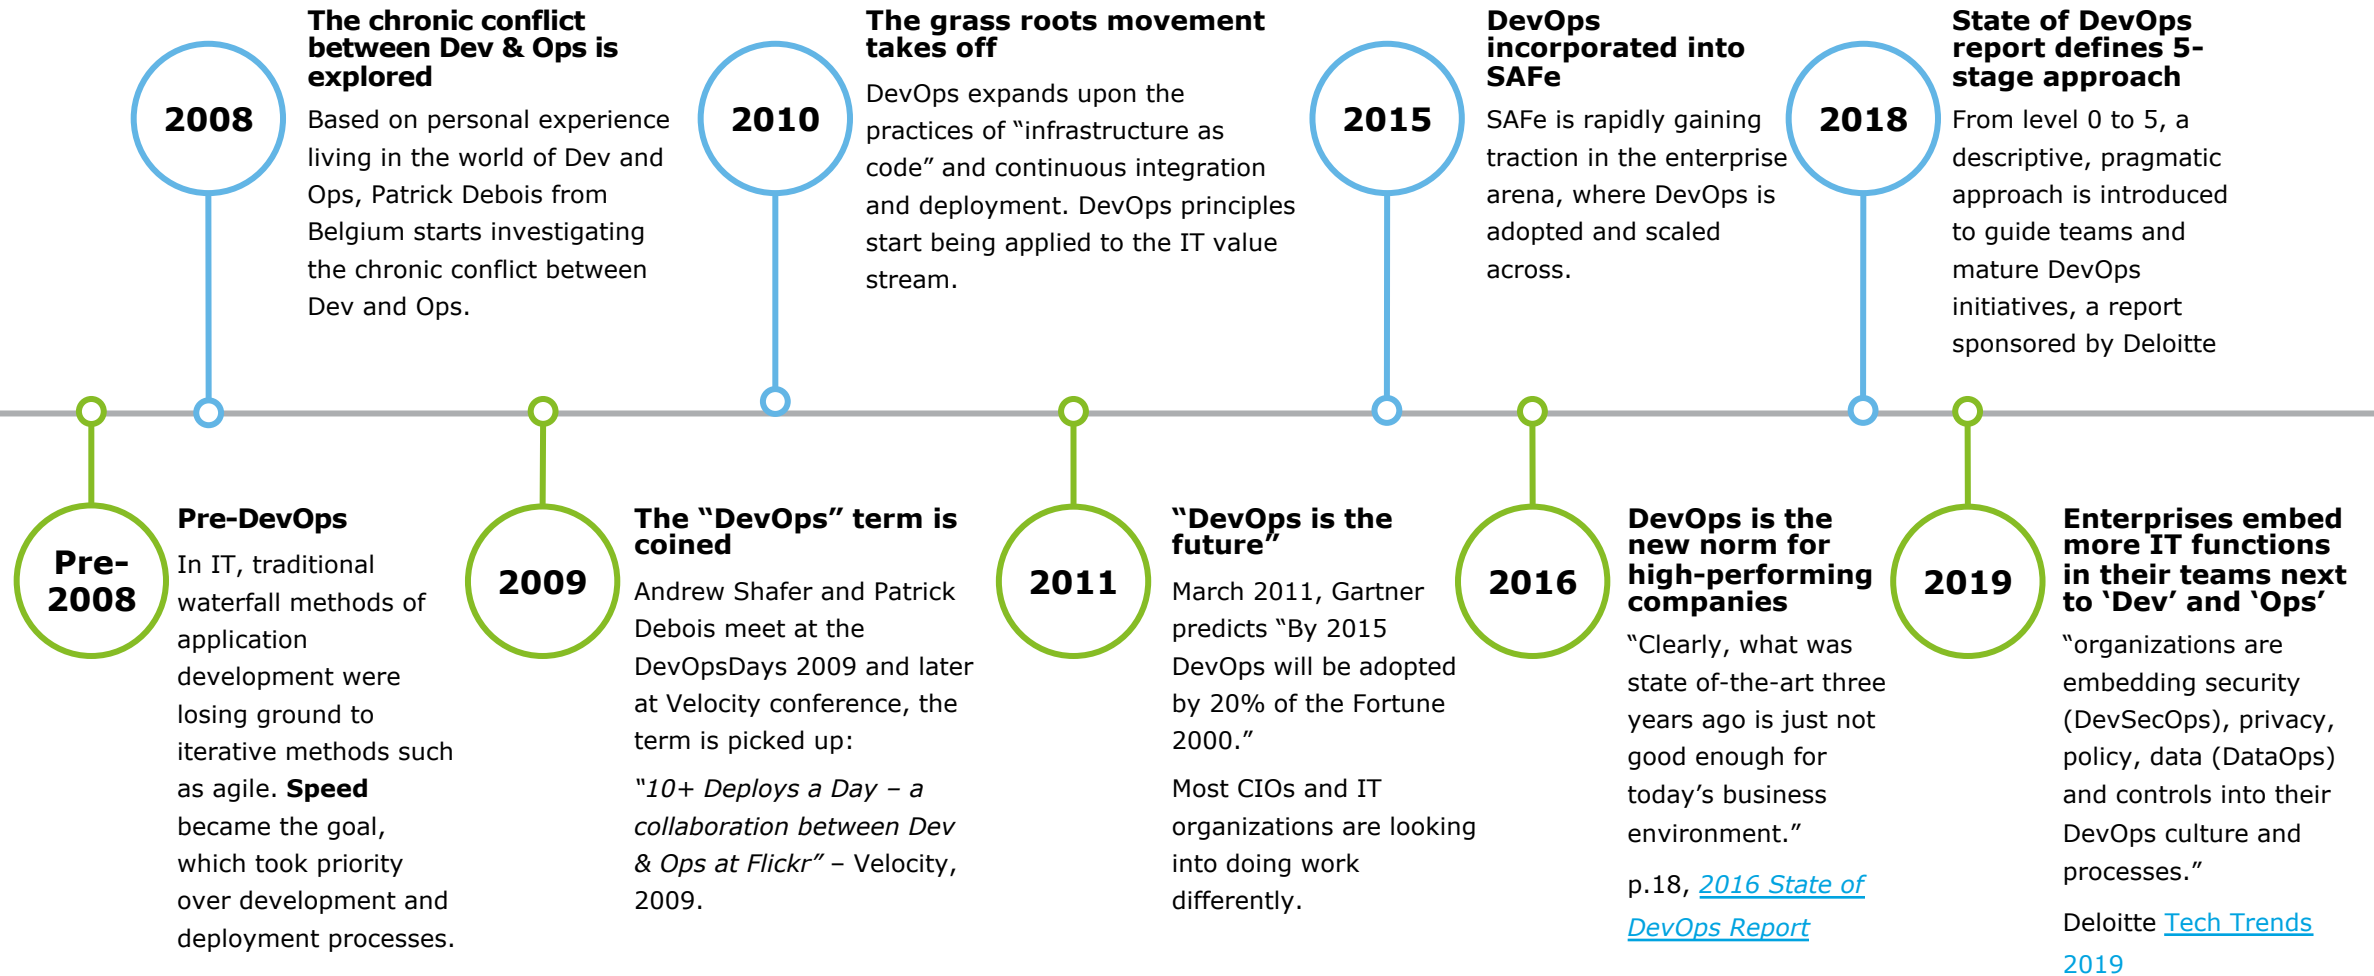 2008
The chronic conflict
between Dev & Ops is
explored
Based on personal experience
living in the world of Dev and
Ops, Patrick Debois from
Belgium starts investigating
the chronic conflict between
Dev and Ops.
2010
The grass roots movement
takes off
DevOps expands upon the
practices of “infrastructure as
code” and continuous integration
and deployment. DevOps principles
start being applied to the IT value
stream.
2015
DevOps
incorporated into
SAFe
SAFe is rapidly gaining
traction in the enterprise
arena, where DevOps is
adopted and scaled
across.
2018
State of DevOps
report defines 5-
stage approach
From level 0 to 5, a
descriptive, pragmatic
approach is introduced
to guide teams and
mature DevOps
initiatives, a report
sponsored by Deloitte
Pre-
2008
Pre-DevOps
In IT, traditional
waterfall methods of
application
development were
losing ground to
iterative methods such
as agile. Speed
became the goal,
which took priority
over development and
deployment processes.
2009
The “DevOps” term is
coined
Andrew Shafer and Patrick
Debois meet at the
DevOpsDays 2009 and later
at Velocity conference, the
term is picked up:
“10+ Deploys a Day – a
collaboration between Dev
& Ops at Flickr” – Velocity,
2009.
2011
“DevOps is the
future”
March 2011, Gartner
predicts “By 2015
DevOps will be adopted
by 20% of the Fortune
2000.”
Most CIOs and IT
organizations are looking
into doing work
differently.
2016
DevOps is the
new norm for
high-performing
companies
“Clearly, what was
state of-the-art three
years ago is just not
good enough for
today’s business
environment.”
p.18, 2016 State of
DevOps Report
2019
Enterprises embed
more IT functions
in their teams next
to ‘Dev’ and ‘Ops’
“organizations are
embedding security
(DevSecOps), privacy,
policy, data (DataOps)
and controls into their
DevOps culture and
processes.”
Deloitte Tech Trends
2019